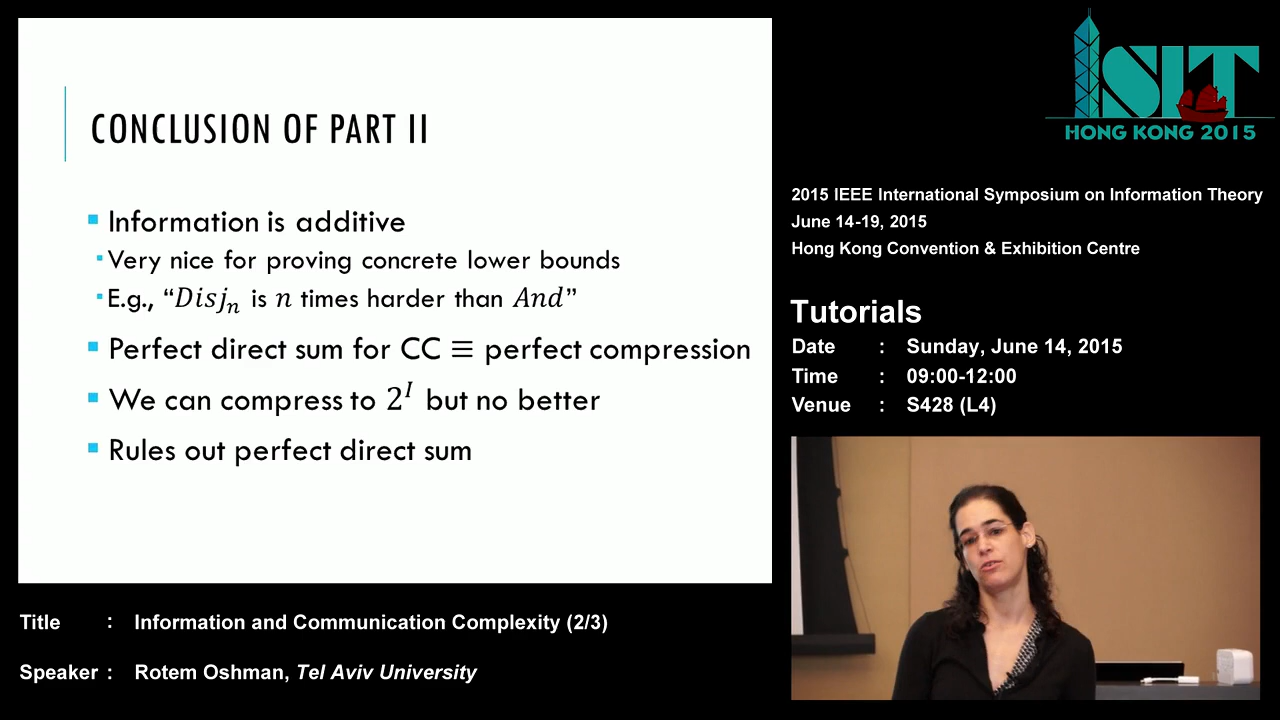 CONCLUSION OF PART II
▪ Information is additive
▪ Very nice for proving concrete lower bounds
▪ E.g., “Disjₙ is n times harder than And”
▪ Perfect direct sum for CC ≡ perfect compression
▪ We can compress to 2ᴵ but no better
▪ Rules out perfect direct sum
ISIT
HONG KONG 2015
2015 IEEE International Symposium on Information Theory
June 14-19, 2015
Hong Kong Convention & Exhibition Centre
Tutorials
Date : Sunday, June 14, 2015
Time : 09:00-12:00
Venue : S428 (L4)
Title : Information and Communication Complexity (2/3)
Speaker : Rotem Oshman, Tel Aviv University